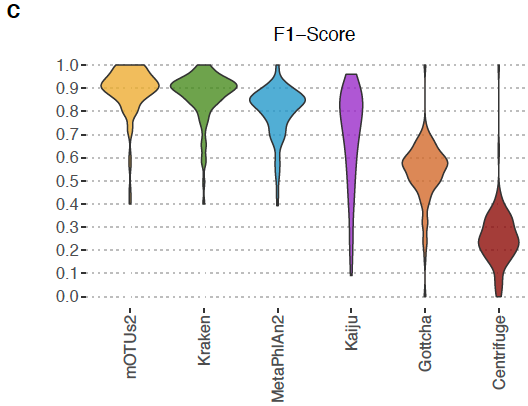 C
F1–Score
1.0
0.9
0.8
0.7
0.6
0.5
0.4
0.3
0.2
0.1
0.0
mOTUs2
Kraken
MetaPhlAn2
Kaiju
Gottcha
Centrifuge